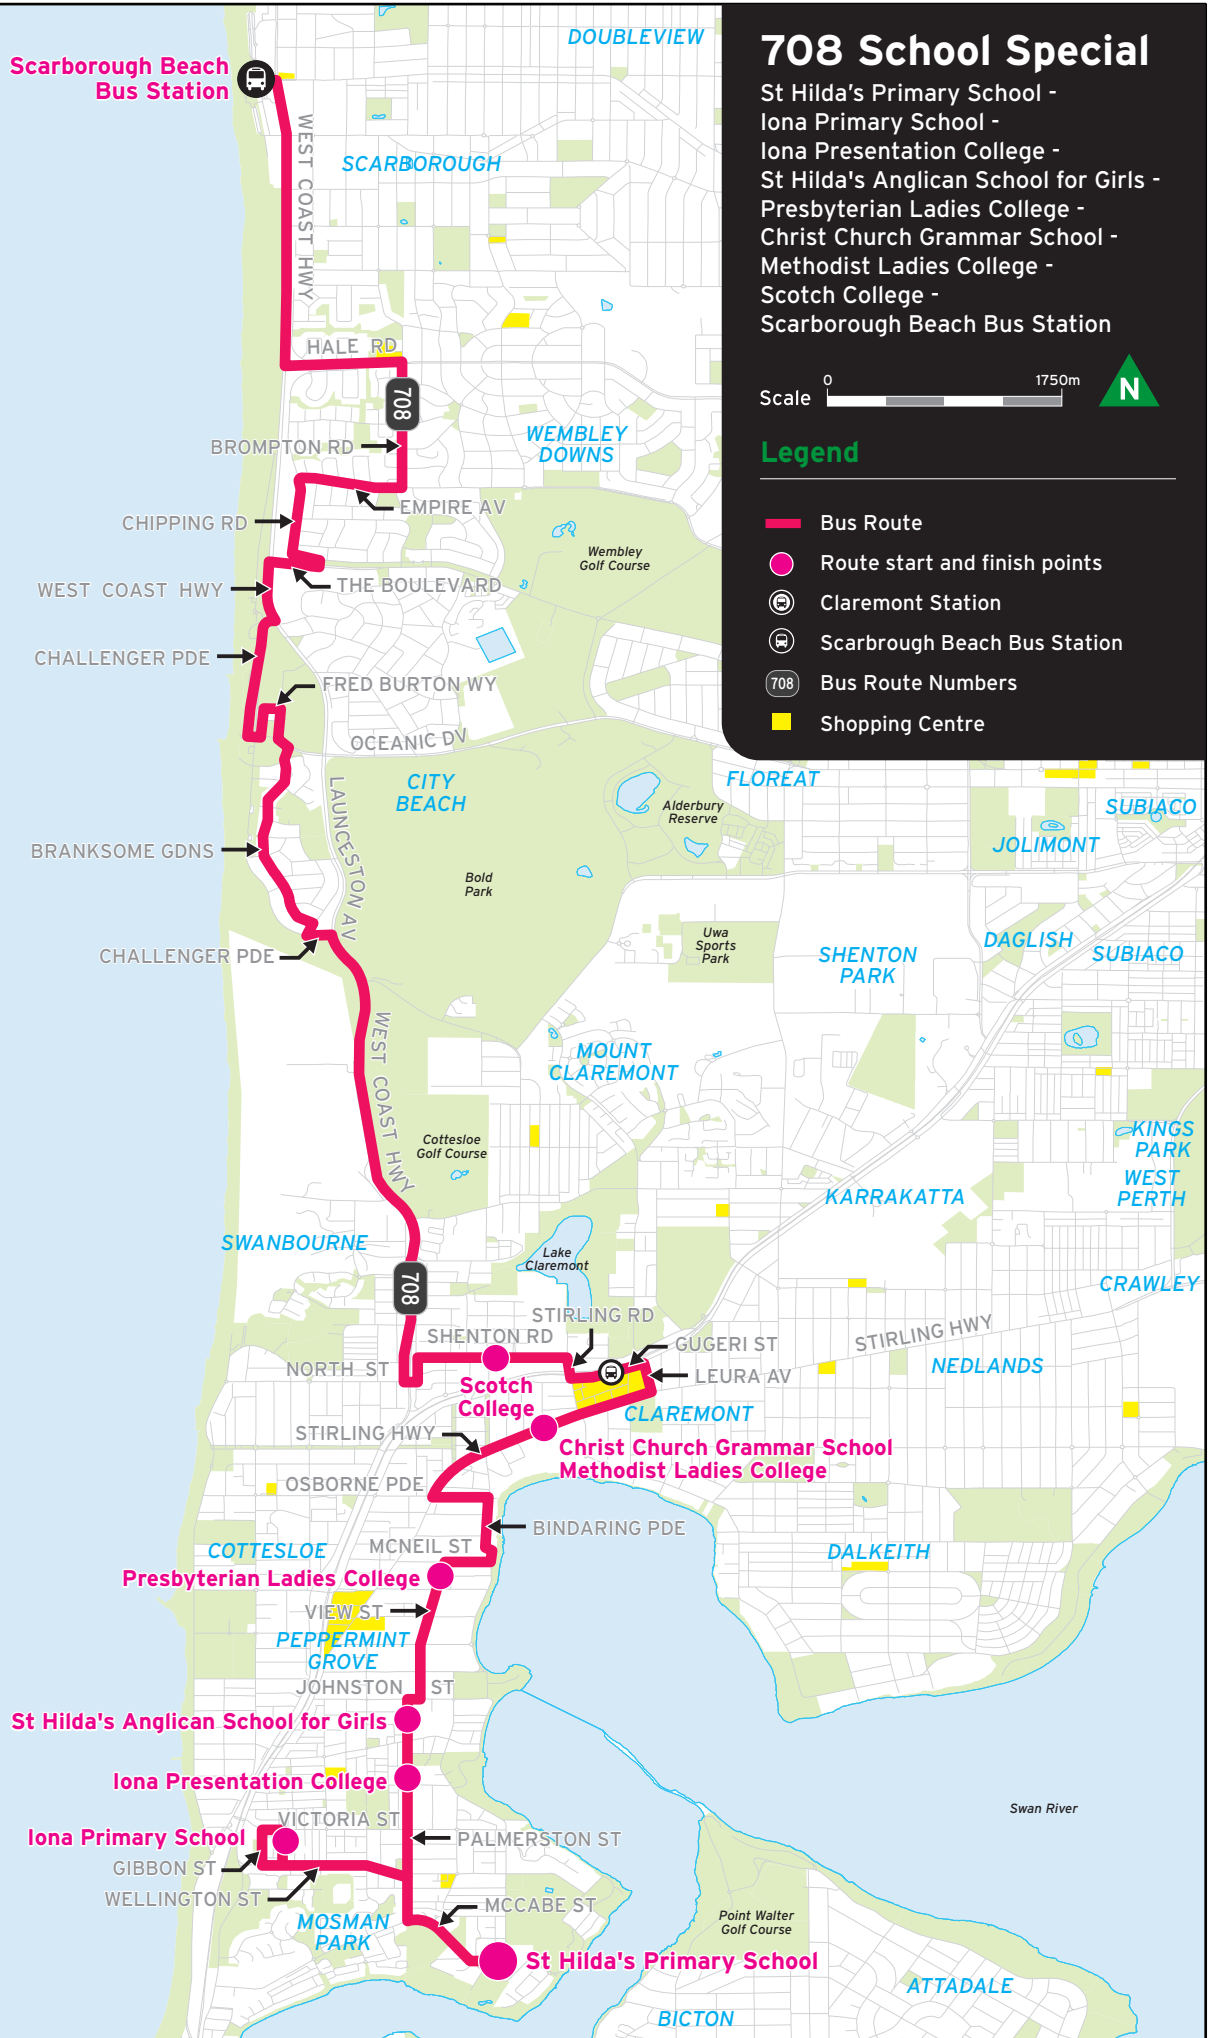 708 School Special
St Hilda's Primary School -
Iona Primary School -
Iona Presentation College -
St Hilda's Anglican School for Girls -
Presbyterian Ladies College -
Christ Church Grammar School -
Methodist Ladies College -
Scotch College -
Scarborough Beach Bus Station
Scale
0
1750m
N
Legend
Bus Route
Route start and finish points
Claremont Station
Scarbrough Beach Bus Station
708
Bus Route Numbers
Shopping Centre
DOUBLEVIEW
Scarborough Beach
Bus Station
WEST COAST HWY
SCARBOROUGH
HALE RD
708
BROMPTON RD
WEMBLEY
DOWNS
EMPIRE AV
CHIPPING RD
Wembley
Golf Course
THE BOULEVARD
WEST COAST HWY
CHALLENGER PDE
FRED BURTON WY
OCEANIC DV
CITY
BEACH
FLOREAT
LAUNCESTON AV
Alderbury
Reserve
SUBIACO
JOLIMONT
BRANKSOME GDNS
Bold
Park
Uwa
Sports
Park
SHENTON
PARK
DAGLISH
SUBIACO
CHALLENGER PDE
WEST COAST HWY
MOUNT
CLAREMONT
Cottesloe
Golf Course
KINGS
PARK
WEST
PERTH
KARRAKATTA
SWANBOURNE
Lake
Claremont
CRAWLEY
708
STIRLING RD
SHENTON RD
GUGERI ST
STIRLING HWY
NORTH ST
LEURA AV
NEDLANDS
Scotch
College
CLAREMONT
STIRLING HWY
Christ Church Grammar School
Methodist Ladies College
OSBORNE PDE
BINDARING PDE
MCNEIL ST
COTTESLOE
DALKEITH
Presbyterian Ladies College
VIEW ST
PEPPERMINT
GROVE
JOHNSTON ST
St Hilda's Anglican School for Girls
Iona Presentation College
Swan River
VICTORIA ST
Iona Primary School
PALMERSTON ST
GIBBON ST
WELLINGTON ST
MCCABE ST
MOSMAN
PARK
Point Walter
Golf Course
St Hilda's Primary School
ATTADALE
BICTON